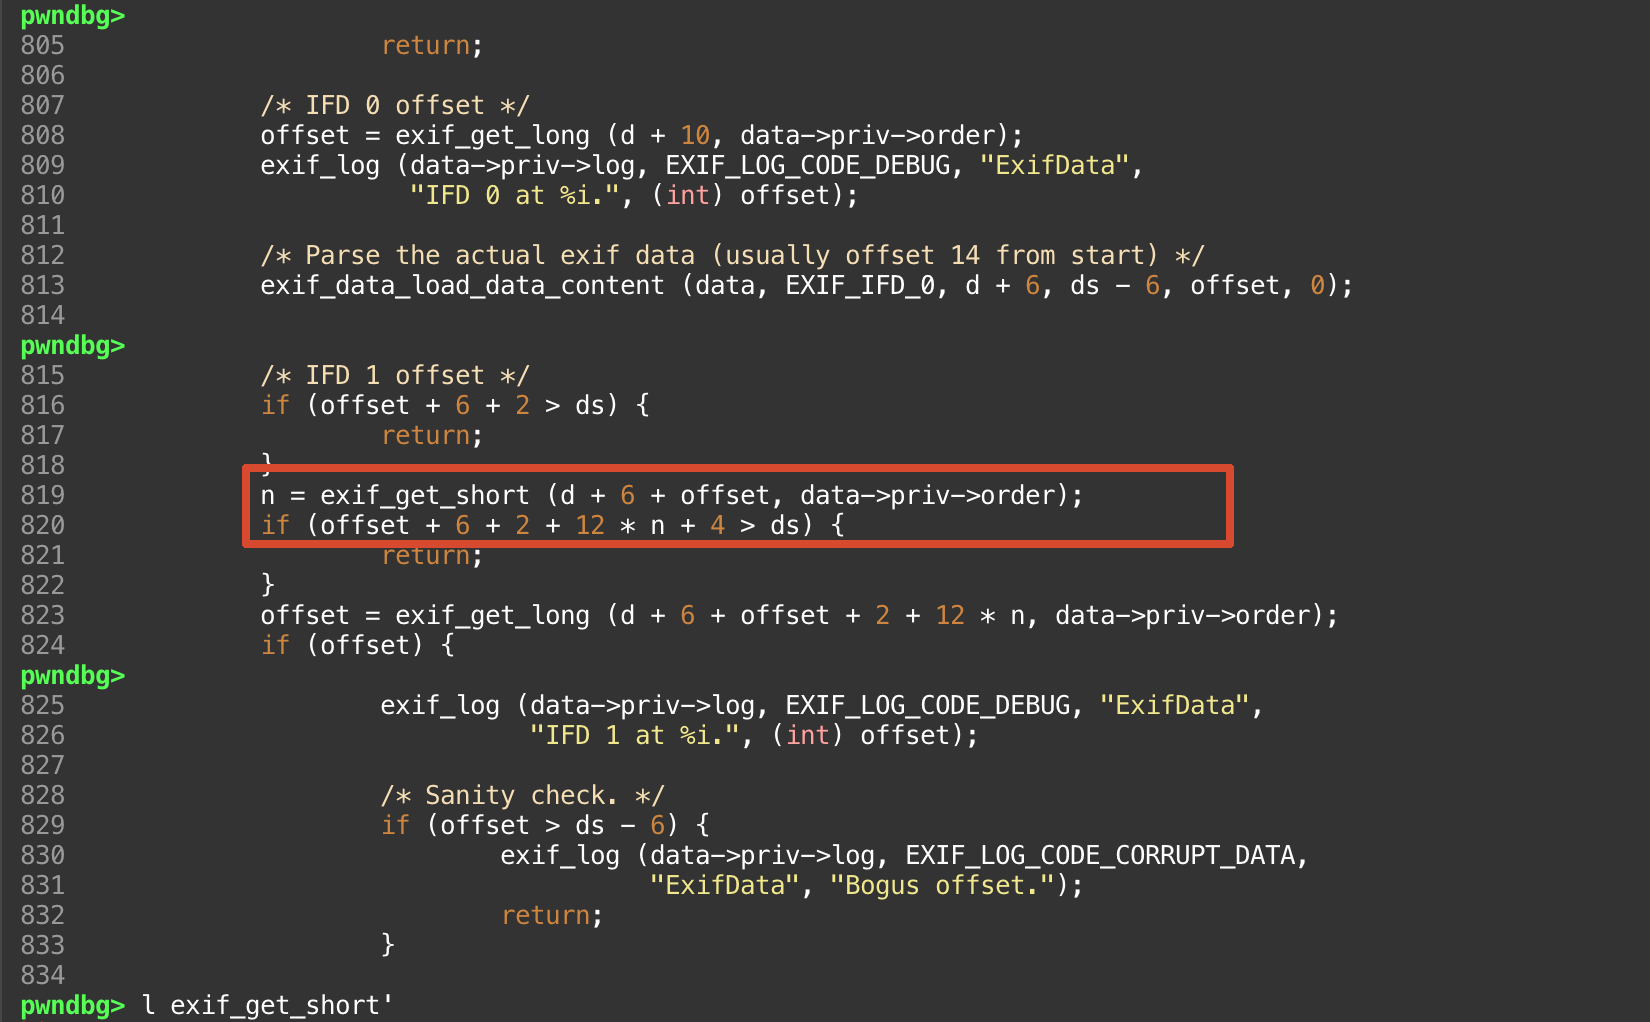 pwndbg>
805                     return;
806
807             /* IFD 0 offset */
808             offset = exif_get_long (d + 10, data->priv->order);
809             exif_log (data->priv->log, EXIF_LOG_CODE_DEBUG, "ExifData",
810                       "IFD 0 at %i.", (int) offset);
811
812             /* Parse the actual exif data (usually offset 14 from start) */
813             exif_data_load_data_content (data, EXIF_IFD_0, d + 6, ds - 6, offset, 0);
814
pwndbg>
815             /* IFD 1 offset */
816             if (offset + 6 + 2 > ds) {
817                     return;
818             }
819             n = exif_get_short (d + 6 + offset, data->priv->order);
820             if (offset + 6 + 2 + 12 * n + 4 > ds) {
821                     return;
822             }
823             offset = exif_get_long (d + 6 + offset + 2 + 12 * n, data->priv->order);
824             if (offset) {
pwndbg>
825                     exif_log (data->priv->log, EXIF_LOG_CODE_DEBUG, "ExifData",
826                               "IFD 1 at %i.", (int) offset);
827
828                     /* Sanity check. */
829                     if (offset > ds - 6) {
830                             exif_log (data->priv->log, EXIF_LOG_CODE_CORRUPT_DATA,
831                                       "ExifData", "Bogus offset.");
832                             return;
833                     }
834
pwndbg> l exif_get_short'